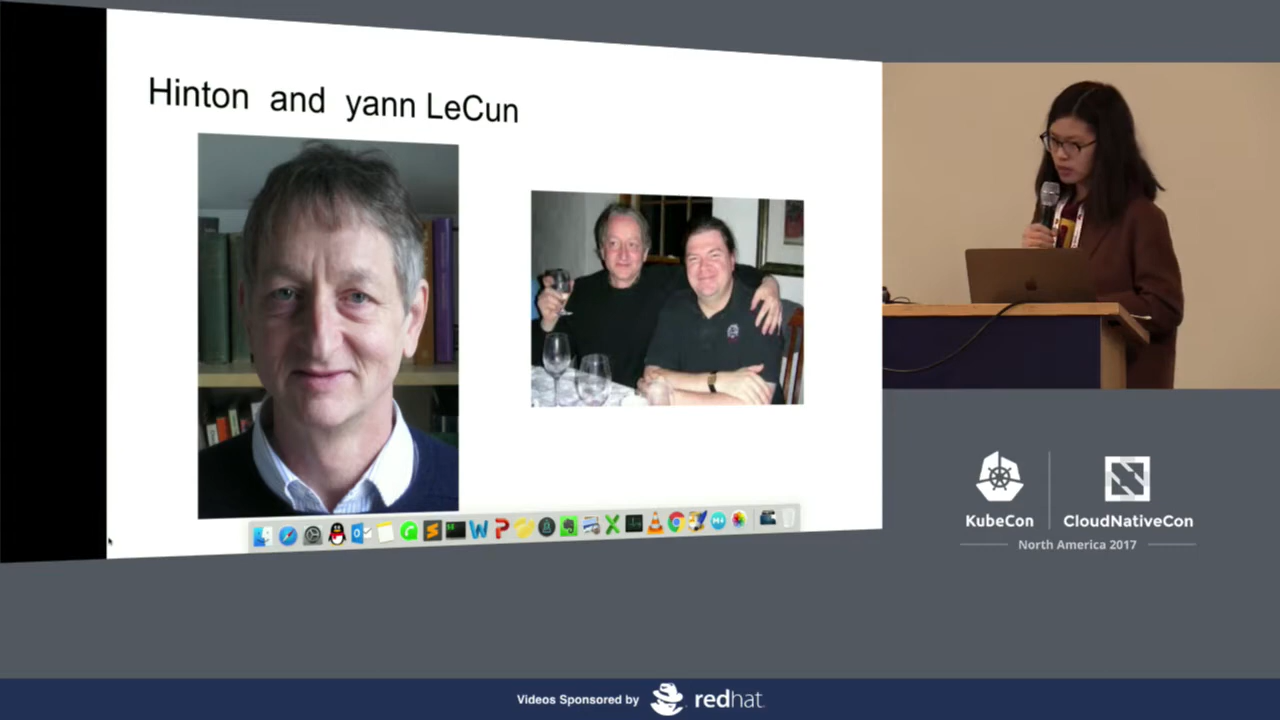 Hinton and yann LeCun
KubeCon
CloudNativeCon
North America 2017
Videos Sponsored by redhat